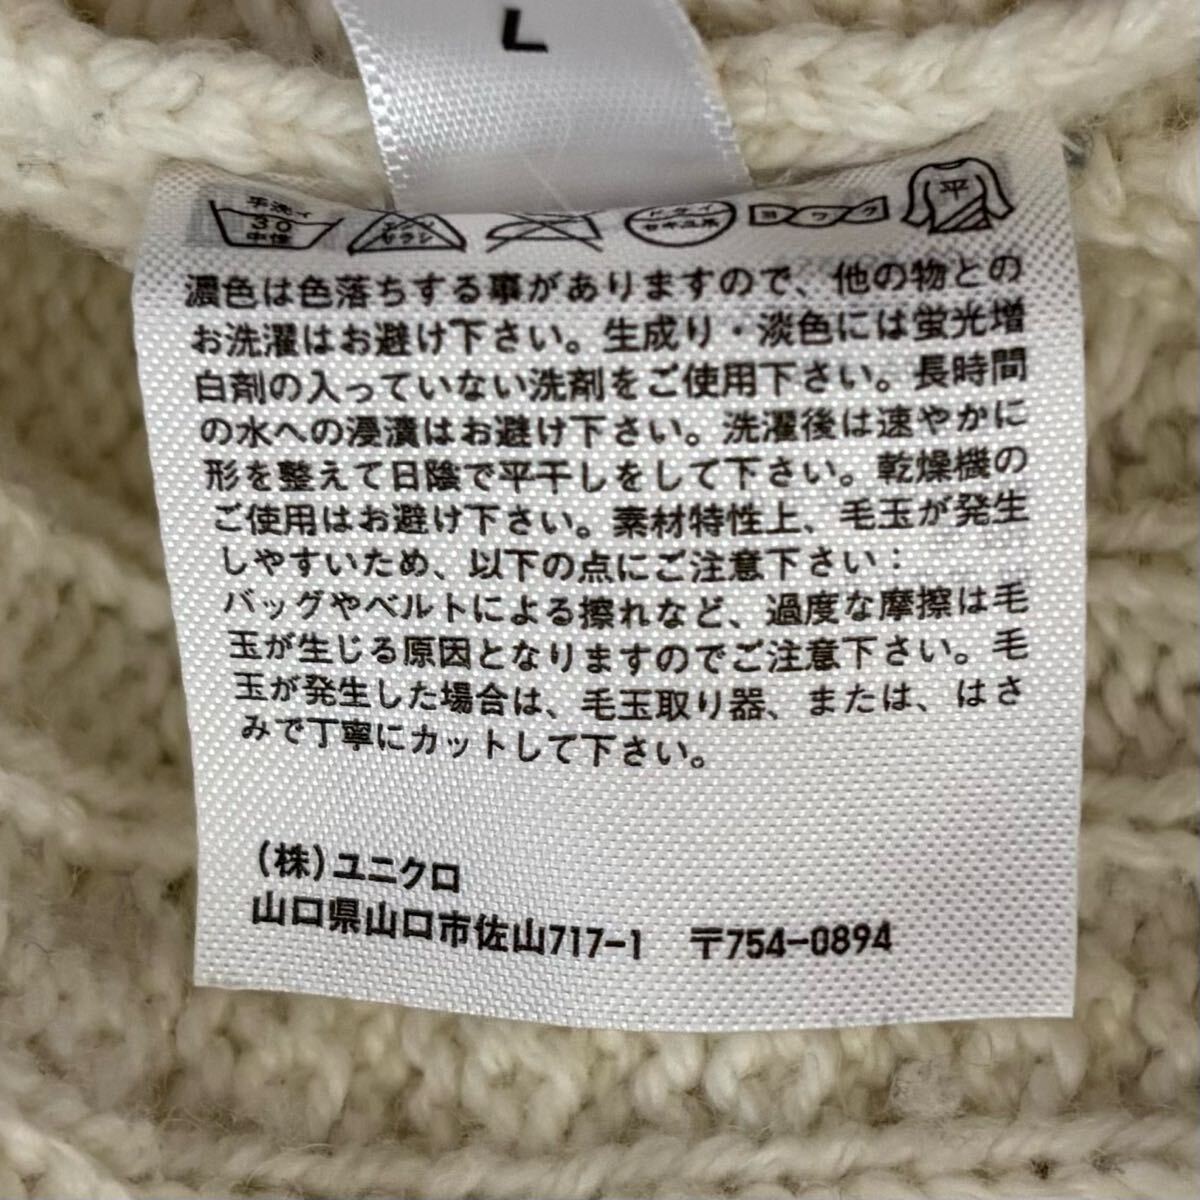 L
手洗イ
30
中性
エンソ
サラシ
ドライ
セキユ系
ヨワク
平
濃色は色落ちする事がありますので、他の物との
お洗濯はお避け下さい。生成り・淡色には蛍光増
白剤の入っていない洗剤をご使用下さい。長時間
の水への浸漬はお避け下さい。洗濯後は速やかに
形を整えて日陰で平干しをして下さい。乾燥機の
ご使用はお避け下さい。素材特性上、毛玉が発生
しやすいため、以下の点にご注意下さい：
バッグやベルトによる擦れなど、過度な摩擦は毛
玉が生じる原因となりますのでご注意下さい。毛
玉が発生した場合は、毛玉取り器、または、はさ
みで丁寧にカットして下さい。
(株)ユニクロ
山口県山口市佐山717-1 〒754-0894